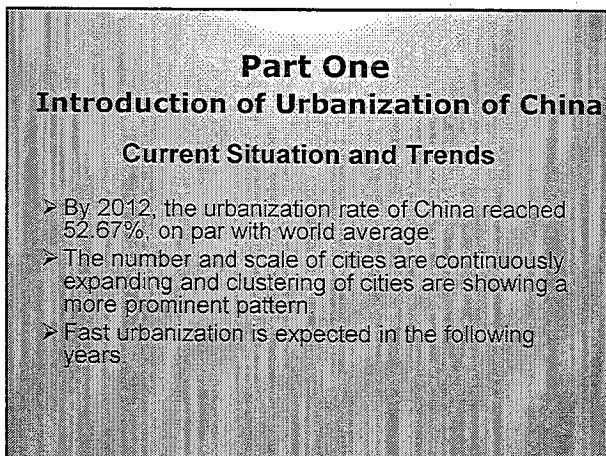 Part One
Introduction of Urbanization of China
Current Situation and Trends
➢ By 2012, the urbanization rate of China reached
52.67%, on par with world average.
➢ The number and scale of cities are continuously
expanding and clustering of cities are showing a
more prominent pattern.
➢ Fast urbanization is expected in the following
years.